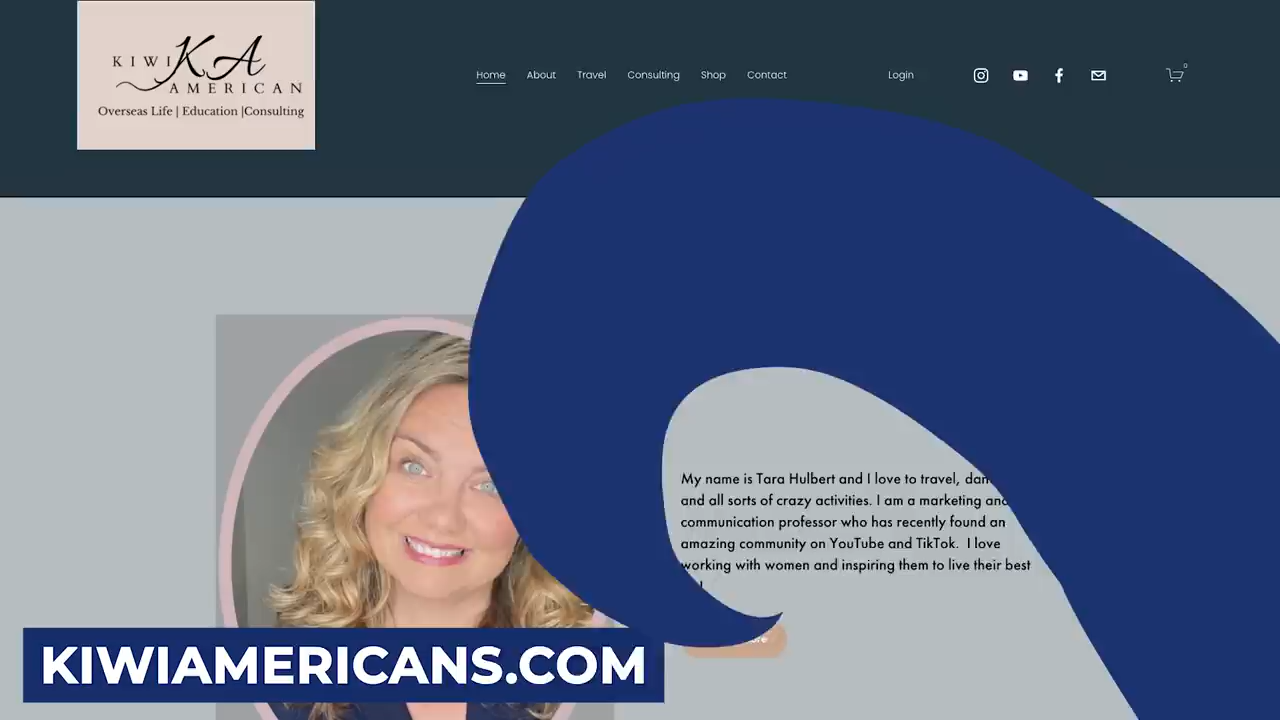 KIWI KA
AMERICAN
Overseas Life | Education |Consulting
Home About Travel Consulting Shop Contact Login
0
My name is Tara Hulbert and I love to travel,
and all sorts of crazy activities. I am a marketing and
communication professor who has recently found an
amazing community on YouTube and TikTok. I love
working with women and inspiring them to live their best
KIWIAMERICANS.COM